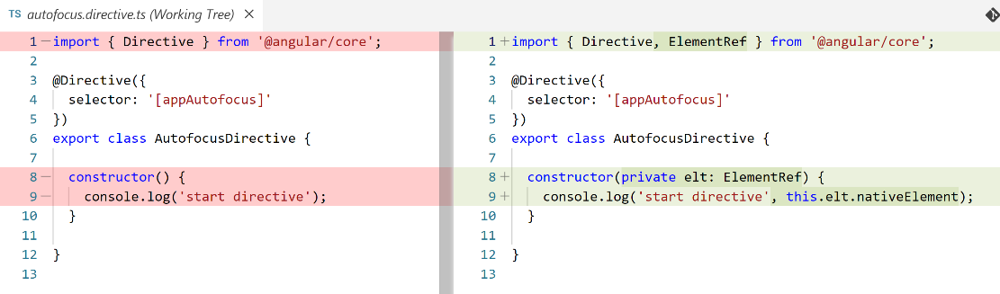 TS autofocus.directive.ts (Working Tree) ×
1 − import { Directive } from '@angular/core';
2
3 @Directive({
4   selector: '[appAutofocus]'
5 })
6 export class AutofocusDirective {
7
8 −   constructor() {
9 −     console.log('start directive');
10   }
11
12 }
13
1 + import { Directive, ElementRef } from '@angular/core';
2
3 @Directive({
4   selector: '[appAutofocus]'
5 })
6 export class AutofocusDirective {
7
8 +   constructor(private elt: ElementRef) {
9 +     console.log('start directive', this.elt.nativeElement);
10   }
11
12 }
13